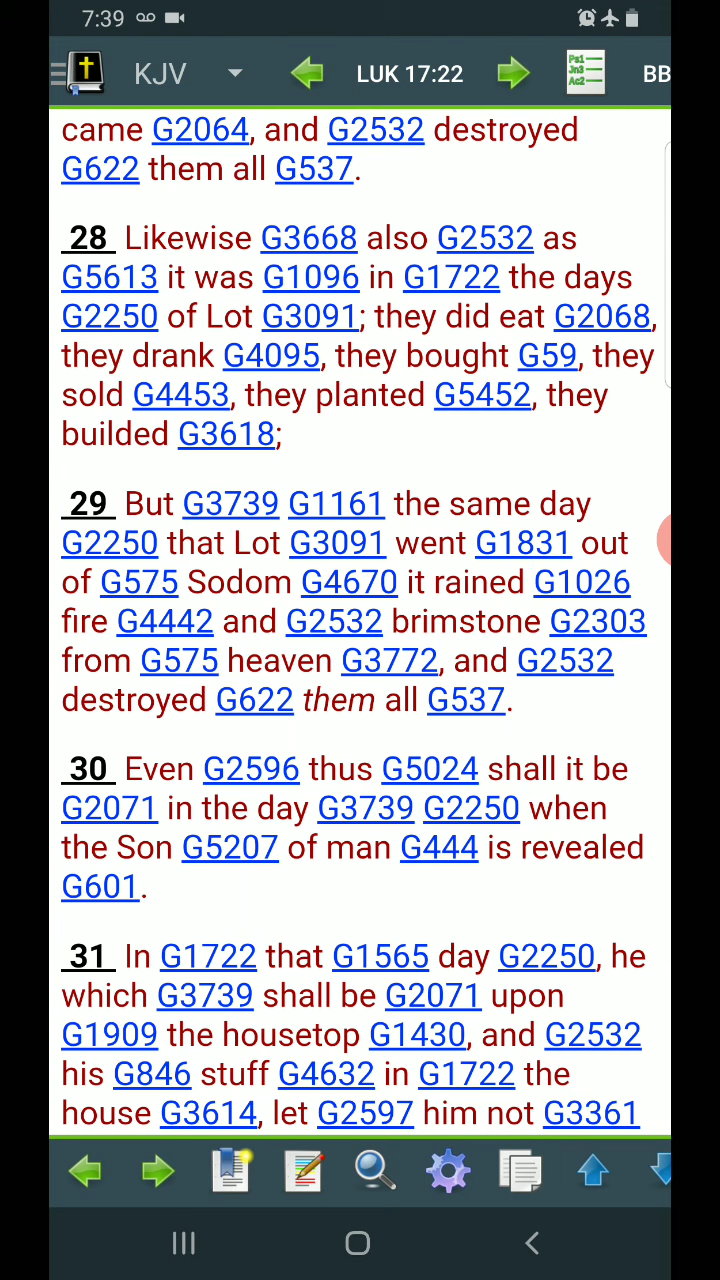 7:39
KJV
LUK 17:22
Ps1
Jn3
Ac2
BB
came G2064, and G2532 destroyed
G622 them all G537.
28 Likewise G3668 also G2532 as
G5613 it was G1096 in G1722 the days
G2250 of Lot G3091; they did eat G2068,
they drank G4095, they bought G59, they
sold G4453, they planted G5452, they
builded G3618;
29 But G3739 G1161 the same day
G2250 that Lot G3091 went G1831 out
of G575 Sodom G4670 it rained G1026
fire G4442 and G2532 brimstone G2303
from G575 heaven G3772, and G2532
destroyed G622 them all G537.
30 Even G2596 thus G5024 shall it be
G2071 in the day G3739 G2250 when
the Son G5207 of man G444 is revealed
G601.
31 In G1722 that G1565 day G2250, he
which G3739 shall be G2071 upon
G1909 the housetop G1430, and G2532
his G846 stuff G4632 in G1722 the
house G3614, let G2597 him not G3361